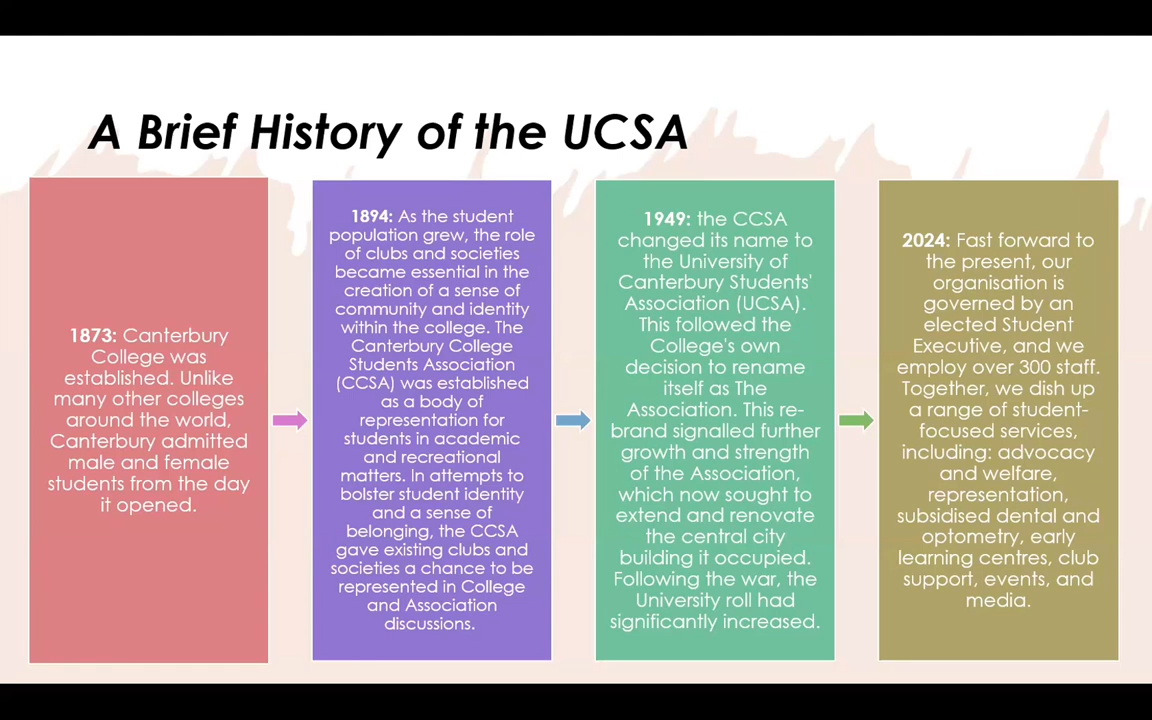 A Brief History of the UCSA
1873: Canterbury
College was
established. Unlike
many other colleges
around the world,
Canterbury admitted
male and female
students from the day
it opened.
1894: As the student
population grew, the role
of clubs and societies
became essential in the
creation of a sense of
community and identity
within the college. The
Canterbury College
Students Association
(CCSA) was established
as a body of
representation for
students in academic
and recreational
matters. In attempts to
bolster student identity
and a sense of
belonging, the CCSA
gave existing clubs and
societies a chance to be
represented in College
and Association
discussions.
1949: the CCSA
changed its name to
the University of
Canterbury Students'
Association (UCSA).
This followed the
College's own
decision to rename
itself as The
Association. This re-
brand signalled further
growth and strength
of the Association,
which now sought to
extend and renovate
the central city
building it occupied.
Following the war, the
University roll had
significantly increased.
2024: Fast forward to
the present, our
organisation is
governed by an
elected Student
Executive, and we
employ over 300 staff.
Together, we dish up
a range of student-
focused services,
including: advocacy
and welfare,
representation,
subsidised dental and
optometry, early
learning centres, club
support, events, and
media.